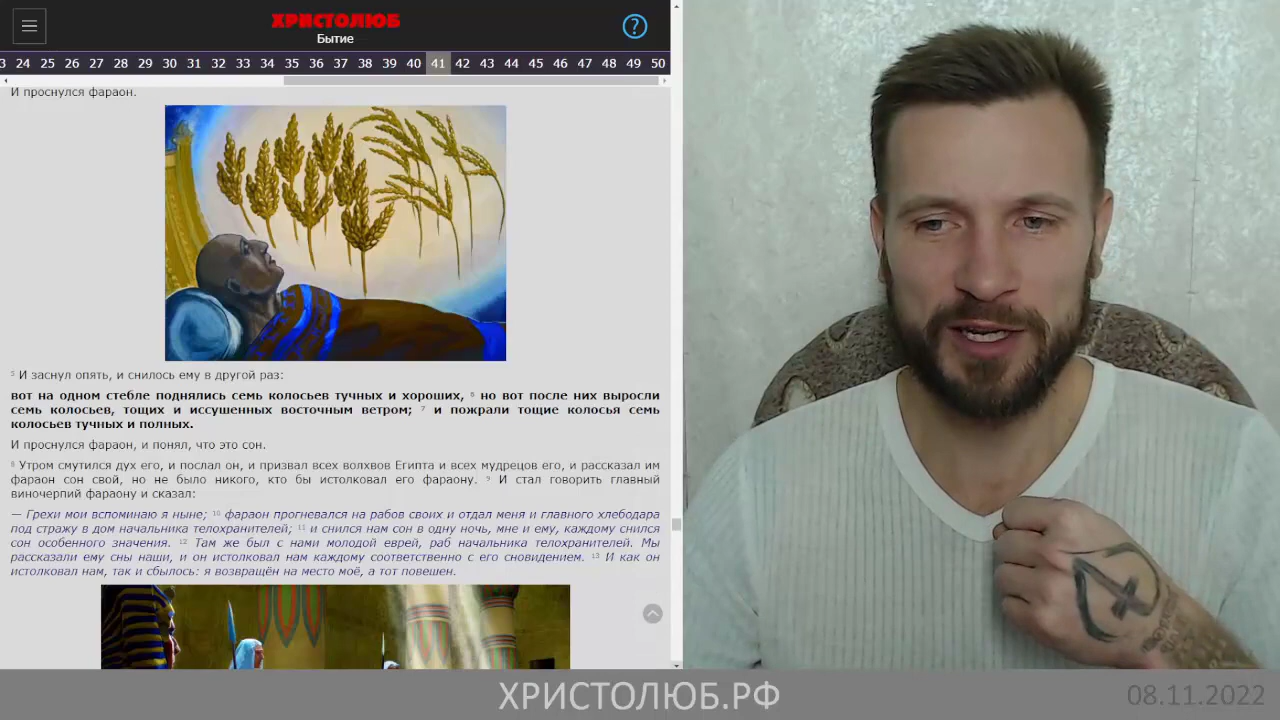 ХРИСТОЛЮБ
Бытие
3 24 25 26 27 28 29 30 31 32 33 34 35 36 37 38 39 40 41 42 43 44 45 46 47 48 49 50
И проснулся фараон.
5 И заснул опять, и снилось ему в другой раз:
вот на одном стебле поднялись семь колосьев тучных и хороших, 6 но вот после них выросли
семь колосьев, тощих и иссушенных восточным ветром; 7 и пожрали тощие колосья семь
колосьев тучных и полных.
И проснулся фараон, и понял, что это сон.
8 Утром смутился дух его, и послал он, и призвал всех волхвов Египта и всех мудрецов его, и рассказал им
фараон сон свой, но не было никого, кто бы истолковал его фараону. 9 И стал говорить главный
виночерпий фараону и сказал:
— Грехи мои вспоминаю я ныне; 10 фараон прогневался на рабов своих и отдал меня и главного хлебодара
под стражу в дом начальника телохранителей; 11 и снился нам сон в одну ночь, мне и ему, каждому снился
сон особенного значения. 12 Там же был с нами молодой еврей, раб начальника телохранителей. Мы
рассказали ему сны наши, и он истолковал нам каждому соответственно с его сновидением. 13 И как он
истолковал нам, так и сбылось: я возвращён на место моё, а тот повешен.
ХРИСТОЛЮБ.РФ
08.11.2022